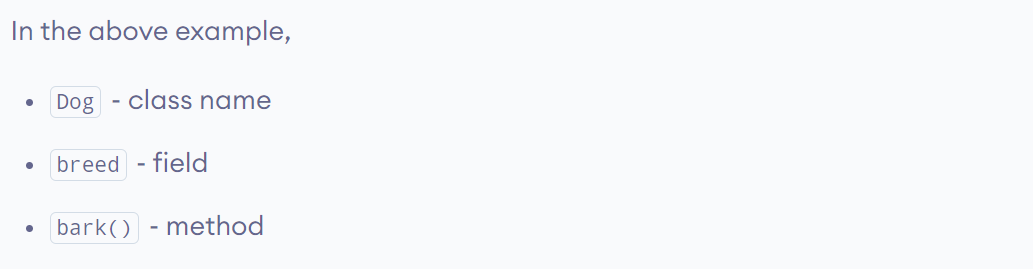 In the above example,
• Dog - class name
• breed - field
• bark() - method